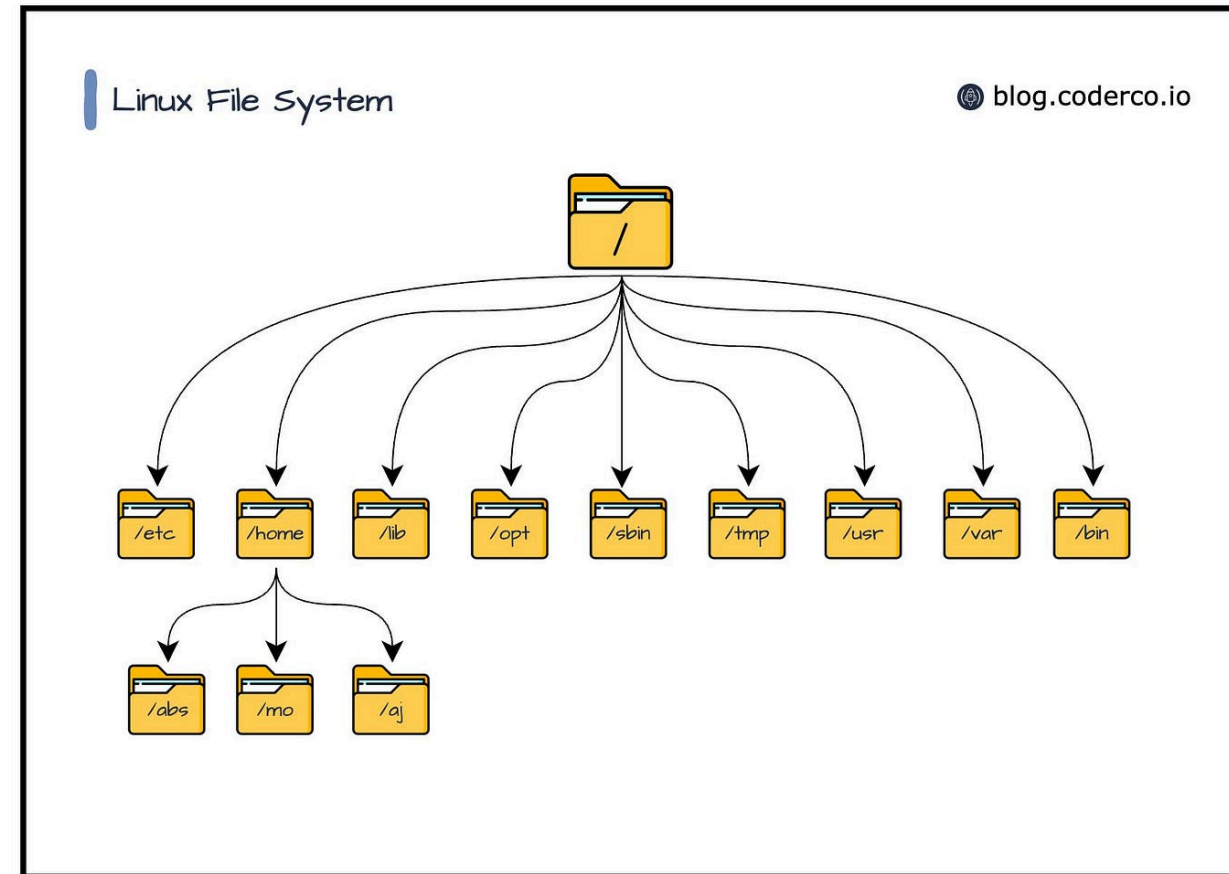 Linux File System
blog.coderco.io
/
/etc
/home
/lib
/opt
/sbin
/tmp
/usr
/var
/bin
/abs
/mo
/aj